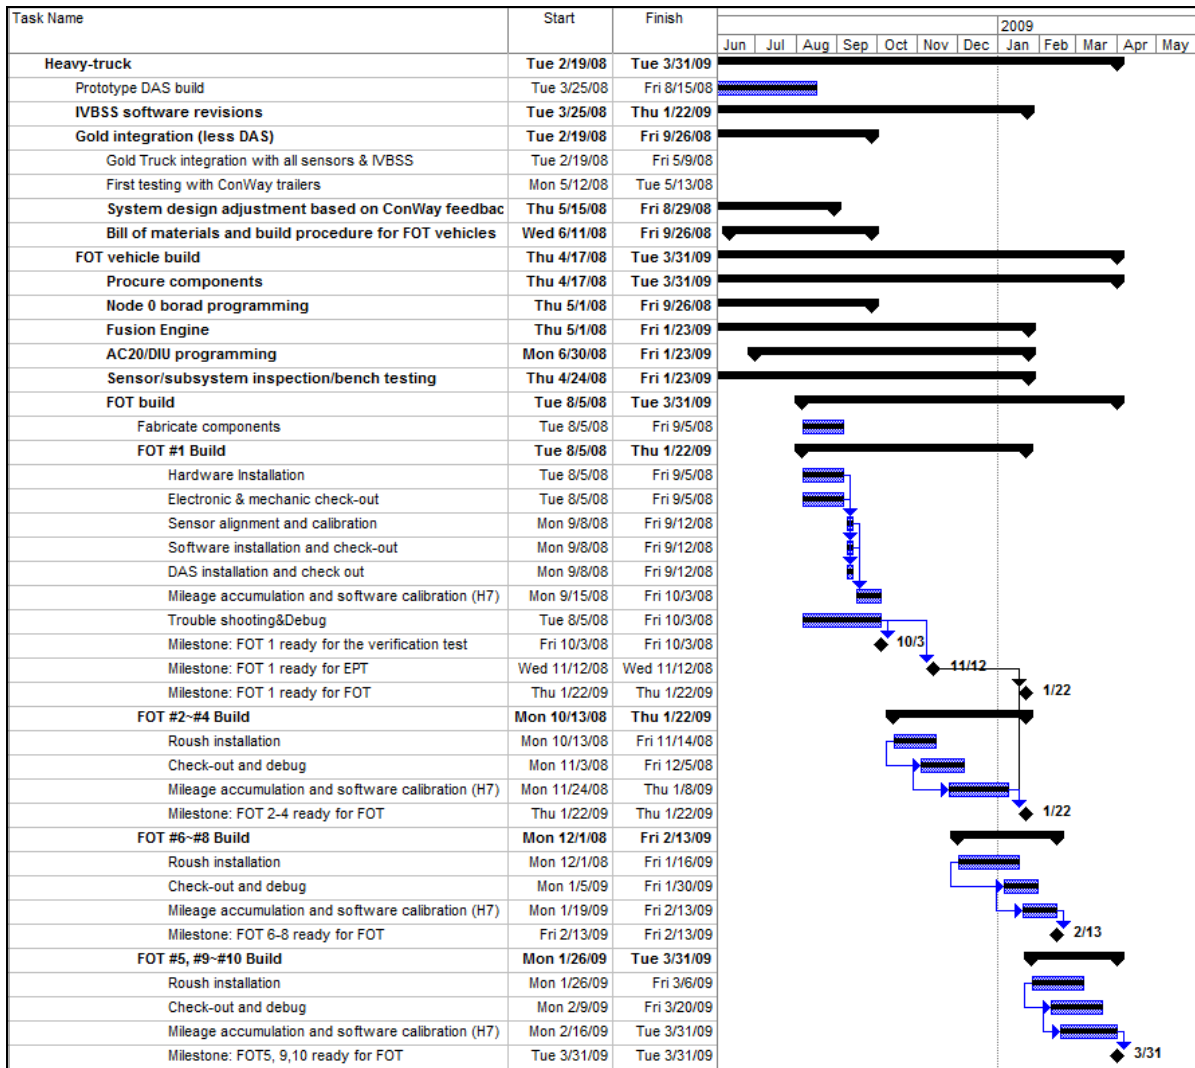 Task Name Start Finish
2009
Jun Jul Aug Sep Oct Nov Dec Jan Feb Mar Apr May
Heavy-truck Tue 2/19/08 Tue 3/31/09
Prototype DAS build Tue 3/25/08 Fri 8/15/08
IVBSS software revisions Tue 3/25/08 Thu 1/22/09
Gold integration (less DAS) Tue 2/19/08 Fri 9/26/08
Gold Truck integration with all sensors & IVBSS Tue 2/19/08 Fri 5/9/08
First testing with ConWay trailers Mon 5/12/08 Tue 5/13/08
System design adjustment based on ConWay feedbac Thu 5/15/08 Fri 8/29/08
Bill of materials and build procedure for FOT vehicles Wed 6/11/08 Fri 9/26/08
FOT vehicle build Thu 4/17/08 Tue 3/31/09
Procure components Thu 4/17/08 Tue 3/31/09
Node 0 borad programming Thu 5/1/08 Fri 9/26/08
Fusion Engine Thu 5/1/08 Fri 1/23/09
AC20/DIU programming Mon 6/30/08 Fri 1/23/09
Sensor/subsystem inspection/bench testing Thu 4/24/08 Fri 1/23/09
FOT build Tue 8/5/08 Tue 3/31/09
Fabricate components Tue 8/5/08 Fri 9/5/08
FOT #1 Build Tue 8/5/08 Thu 1/22/09
Hardware Installation Tue 8/5/08 Fri 9/5/08
Electronic & mechanic check-out Tue 8/5/08 Fri 9/5/08
Sensor alignment and calibration Mon 9/8/08 Fri 9/12/08
Software installation and check-out Mon 9/8/08 Fri 9/12/08
DAS installation and check out Mon 9/8/08 Fri 9/12/08
Mileage accumulation and software calibration (H7) Mon 9/15/08 Fri 10/3/08
Trouble shooting&Debug Tue 8/5/08 Fri 10/3/08
Milestone: FOT 1 ready for the verification test Fri 10/3/08 Fri 10/3/08 10/3
Milestone: FOT 1 ready for EPT Wed 11/12/08 Wed 11/12/08 11/12
Milestone: FOT 1 ready for FOT Thu 1/22/09 Thu 1/22/09 1/22
FOT #2~#4 Build Mon 10/13/08 Thu 1/22/09
Roush installation Mon 10/13/08 Fri 11/14/08
Check-out and debug Mon 11/3/08 Fri 12/5/08
Mileage accumulation and software calibration (H7) Mon 11/24/08 Thu 1/8/09
Milestone: FOT 2-4 ready for FOT Thu 1/22/09 Thu 1/22/09 1/22
FOT #6~#8 Build Mon 12/1/08 Fri 2/13/09
Roush installation Mon 12/1/08 Fri 1/16/09
Check-out and debug Mon 1/5/09 Fri 1/30/09
Mileage accumulation and software calibration (H7) Mon 1/19/09 Fri 2/13/09
Milestone: FOT 6-8 ready for FOT Fri 2/13/09 Fri 2/13/09 2/13
FOT #5, #9~#10 Build Mon 1/26/09 Tue 3/31/09
Roush installation Mon 1/26/09 Fri 3/6/09
Check-out and debug Mon 2/9/09 Fri 3/20/09
Mileage accumulation and software calibration (H7) Mon 2/16/09 Tue 3/31/09
Milestone: FOT5, 9,10 ready for FOT Tue 3/31/09 Tue 3/31/09 3/31